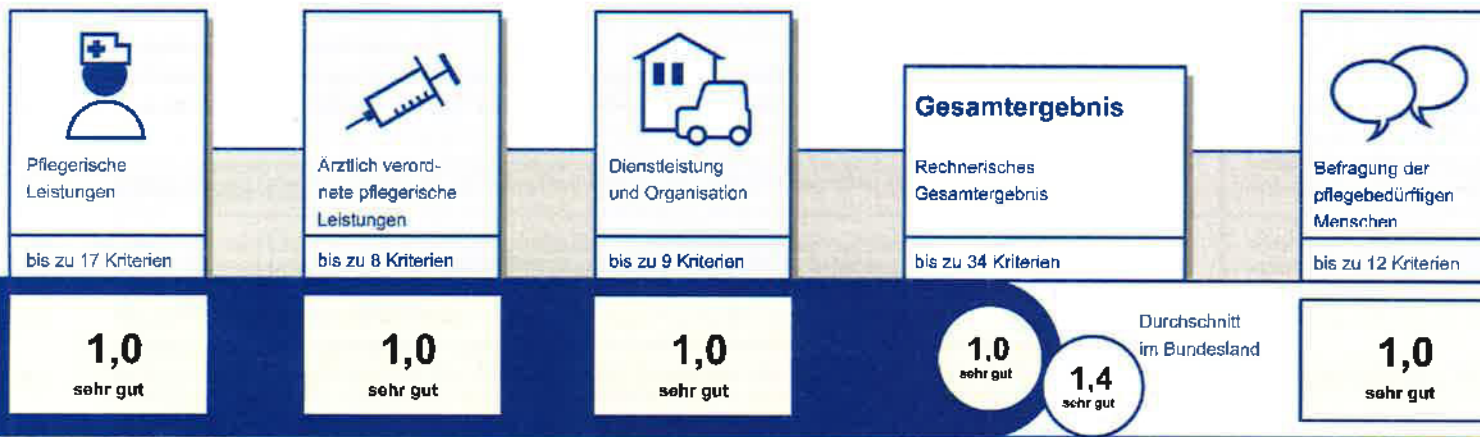 Pflegerische
Leistungen
bis zu 17 Kriterien
1,0
sehr gut
Ärztlich verord-
nete pflegerische
Leistungen
bis zu 8 Kriterien
1,0
sehr gut
Dienstleistung
und Organisation
bis zu 9 Kriterien
1,0
sehr gut
Gesamtergebnis
Rechnerisches
Gesamtergebnis
bis zu 34 Kriterien
1,0
sehr gut
1,4
sehr gut
Durchschnitt
im Bundesland
Befragung der
pflegebedürftigen
Menschen
bis zu 12 Kriterien
1,0
sehr gut